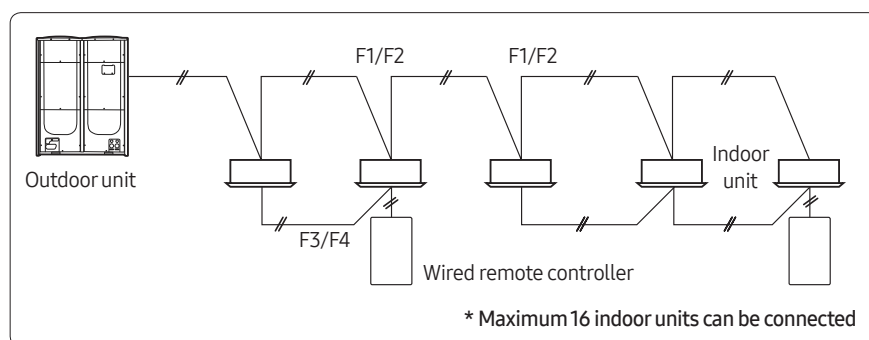 F1/F2
F1/F2
Outdoor unit
Indoor
unit
F3/F4
Wired remote controller
* Maximum 16 indoor units can be connected